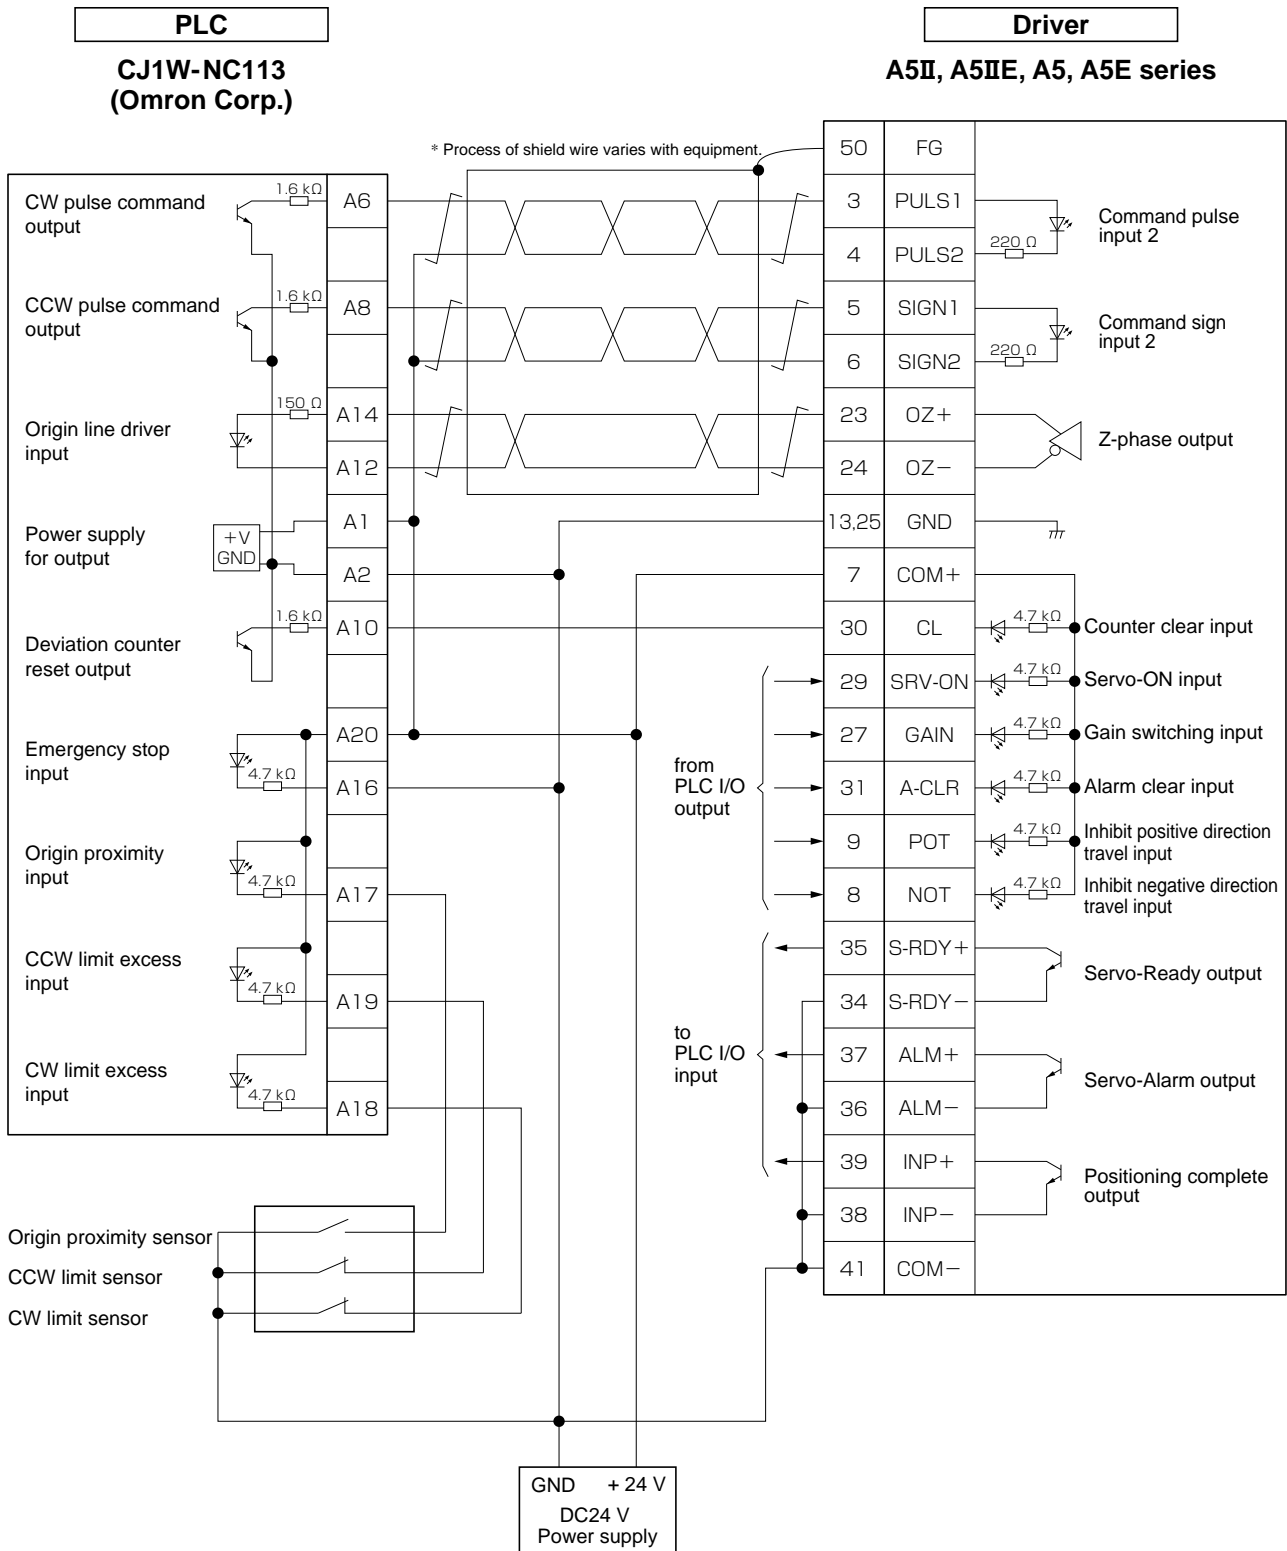 PLC
CJ1W-NC113
(Omron Corp.)
Driver
A5II, A5IIE, A5, A5E series
* Process of shield wire varies with equipment.
CW pulse command
output
1.6 kΩ
A6
CCW pulse command
output
1.6 kΩ
A8
Origin line driver
input
150 Ω
A14
A12
Power supply
for output
+V
GND
A1
A2
Deviation counter
reset output
1.6 kΩ
A10
Emergency stop
input
4.7 kΩ
A20
A16
Origin proximity
input
4.7 kΩ
A17
CCW limit excess
input
4.7 kΩ
A19
CW limit excess
input
4.7 kΩ
A18
Origin proximity sensor
CCW limit sensor
CW limit sensor
50 FG
3 PULS1
4 PULS2
220 Ω
Command pulse
input 2
5 SIGN1
6 SIGN2
220 Ω
Command sign
input 2
23 OZ+
24 OZ−
Z-phase output
13,25 GND
7 COM+
30 CL 4.7 kΩ Counter clear input
29 SRV-ON 4.7 kΩ Servo-ON input
27 GAIN 4.7 kΩ Gain switching input
31 A-CLR 4.7 kΩ Alarm clear input
9 POT 4.7 kΩ Inhibit positive direction
travel input
8 NOT 4.7 kΩ Inhibit negative direction
travel input
from
PLC I/O
output
35 S-RDY+
34 S-RDY−
Servo-Ready output
37 ALM+
36 ALM−
Servo-Alarm output
39 INP+
38 INP−
Positioning complete
output
41 COM−
to
PLC I/O
input
GND + 24 V
DC24 V
Power supply